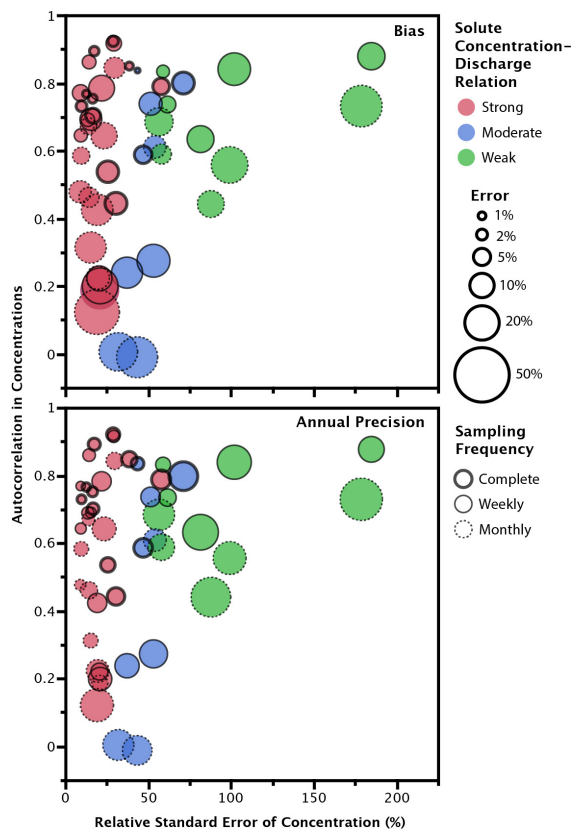 Bias
1
0.8
0.6
0.4
0.2
0
Annual Precision
1
0.8
0.6
0.4
0.2
0
0
50
100
150
200
Autocorrelation in Concentrations
Relative Standard Error of Concentration (%)
Solute
Concentration–
Discharge
Relation
Strong
Moderate
Weak
Error
1%
2%
5%
10%
20%
50%
Sampling
Frequency
Complete
Weekly
Monthly